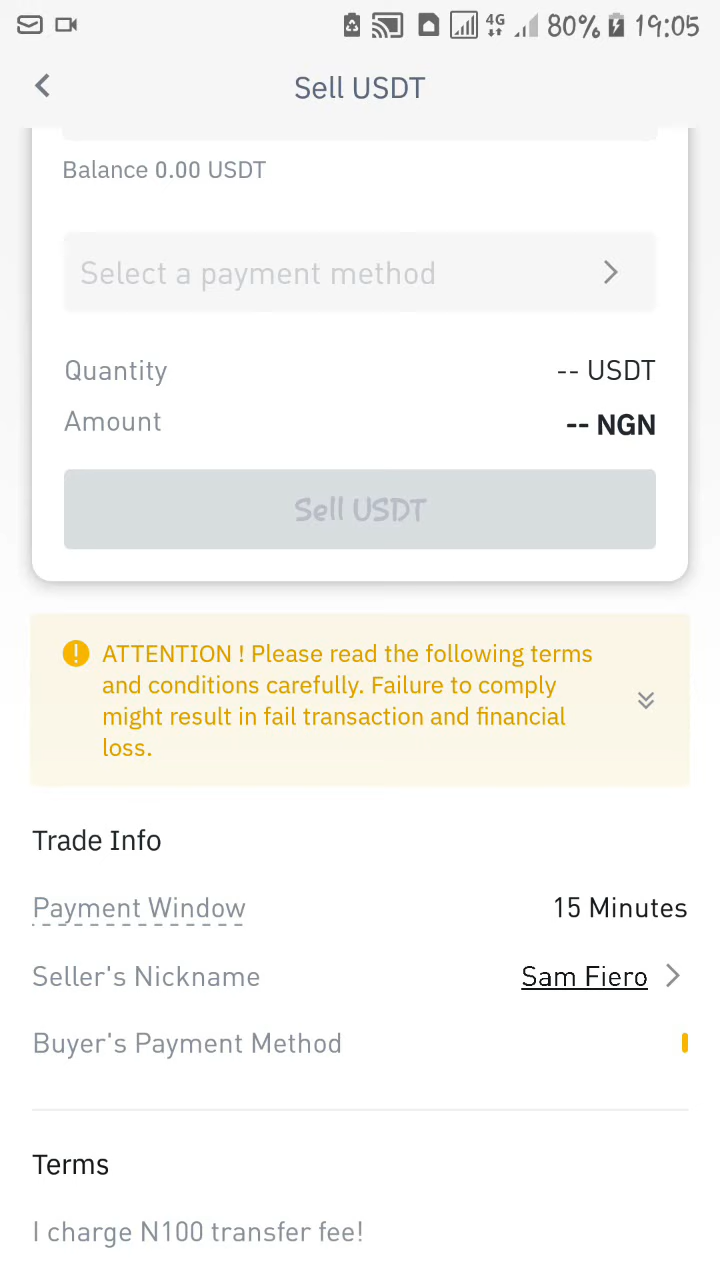 4G 80% 19:05
Sell USDT
Balance 0.00 USDT
Select a payment method
Quantity -- USDT
Amount -- NGN
Sell USDT
ATTENTION ! Please read the following terms
and conditions carefully. Failure to comply
might result in fail transaction and financial
loss.
Trade Info
Payment Window 15 Minutes
Seller's Nickname Sam Fiero
Buyer's Payment Method
Terms
I charge N100 transfer fee!